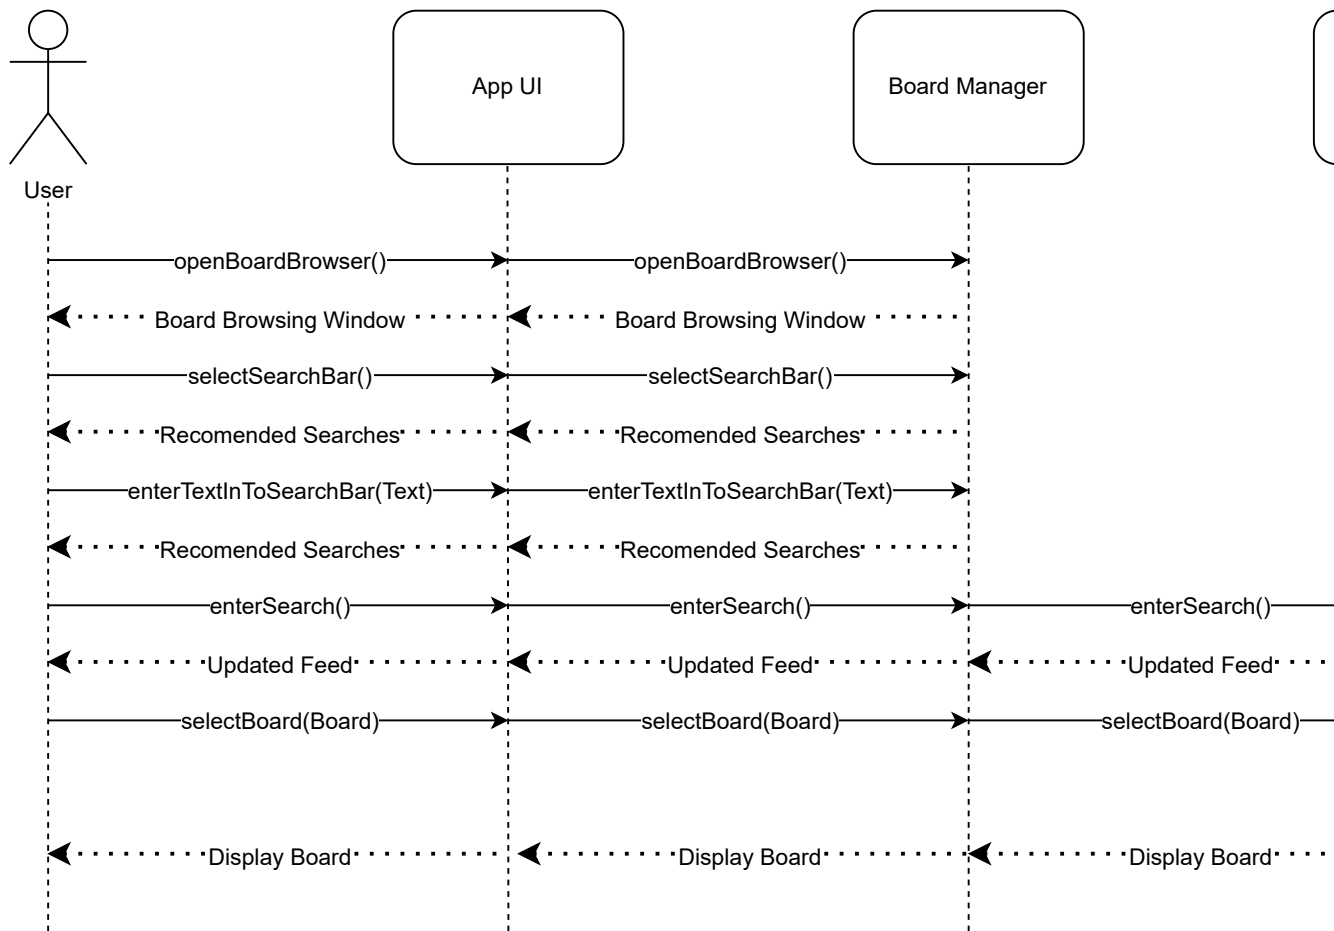 App UI
Board Manager
User
openBoardBrowser()
openBoardBrowser()
Board Browsing Window
Board Browsing Window
selectSearchBar()
selectSearchBar()
Recomended Searches
Recomended Searches
enterTextInToSearchBar(Text)
enterTextInToSearchBar(Text)
Recomended Searches
Recomended Searches
enterSearch()
enterSearch()
enterSearch()
Updated Feed
Updated Feed
Updated Feed
selectBoard(Board)
selectBoard(Board)
selectBoard(Board)
Display Board
Display Board
Display Board